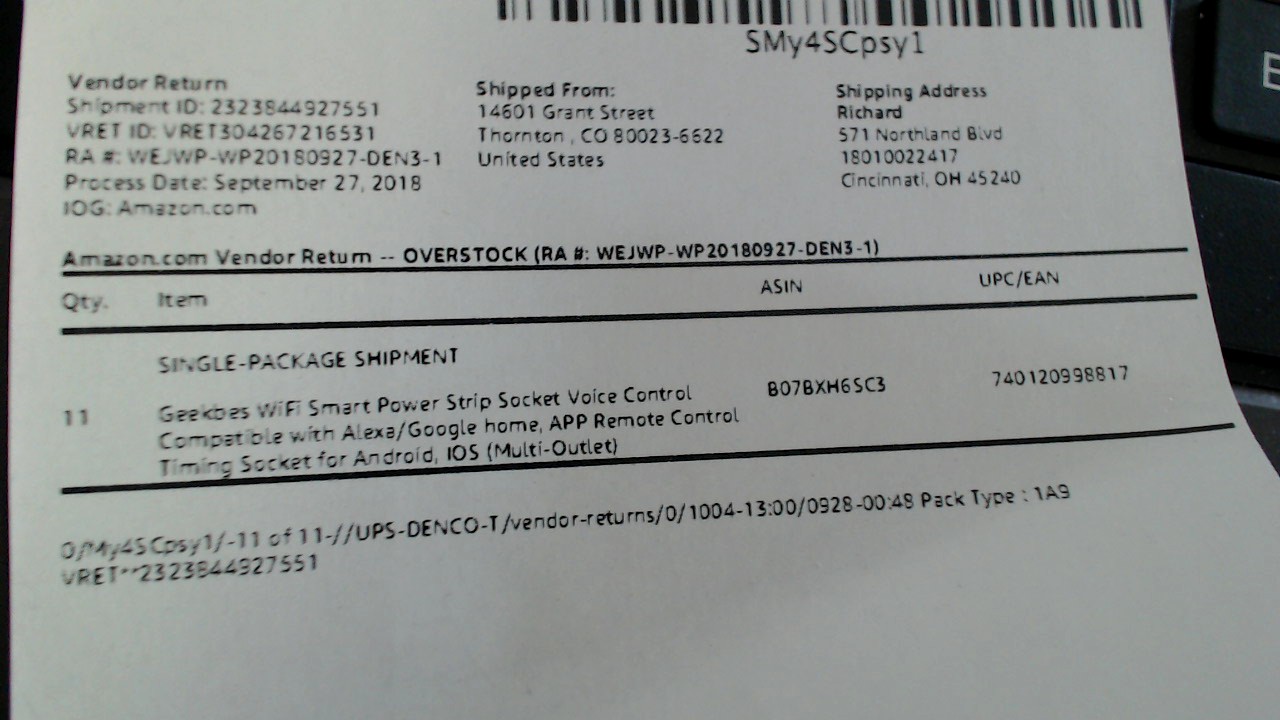 SMy4SCpsy1
Vendor Return
Shipment ID: 2323844927551
VRET ID: VRET304267216531
RA #: WEJWP-WP20180927-DEN3-1
Process Date: September 27, 2018
IOG: Amazon.com
Shipped From:
14601 Grant Street
Thornton , CO 80023-6622
United States
Shipping Address
Richard
571 Northland Blvd
18010022417
Cincinnati, OH 45240
Amazon.com Vendor Return -- OVERSTOCK (RA #: WEJWP-WP20180927-DEN3-1)
Qty. Item ASIN UPC/EAN
SINGLE-PACKAGE SHIPMENT
11 Geekbes WiFi Smart Power Strip Socket Voice Control B07BXH6SC3 740120998817
Compatible with Alexa/Google home, APP Remote Control
Timing Socket for Android, IOS (Multi-Outlet)
0/My4SCpsy1/-11 of 11-//UPS-DENCO-T/vendor-returns/0/1004-13:00/0928-00:48 Pack Type : 1A9
VRET**2323844927551